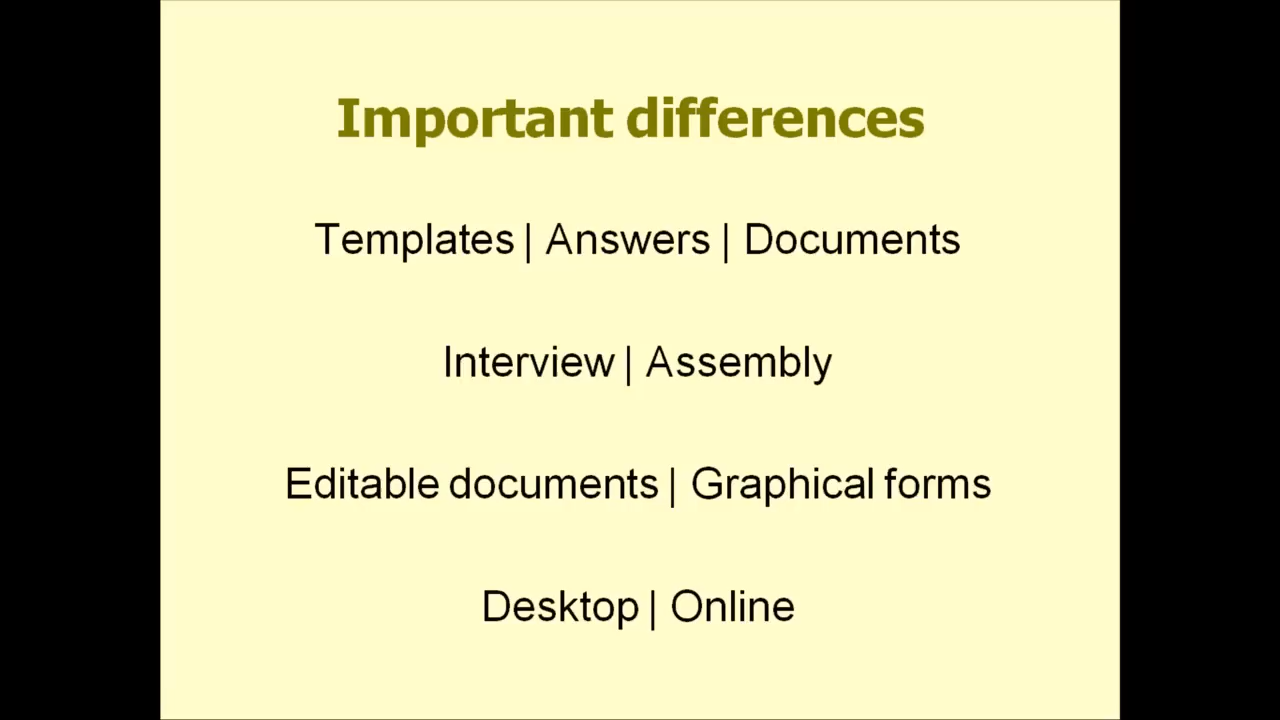 Important differences
Templates | Answers | Documents
Interview | Assembly
Editable documents | Graphical forms
Desktop | Online